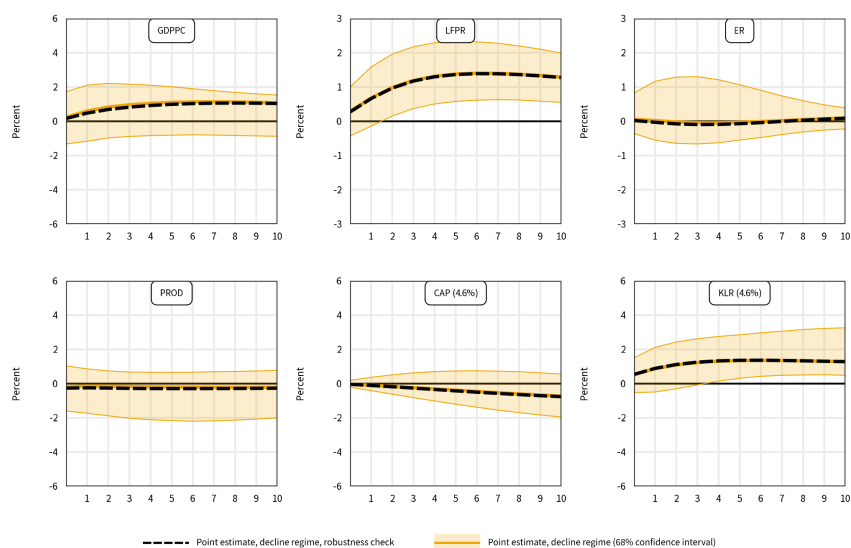 GDPPC
6
4
2
0
-2
-4
-6
Percent
1 2 3 4 5 6 7 8 9 10
LFPR
3
2
1
0
-1
-2
-3
Percent
1 2 3 4 5 6 7 8 9 10
ER
3
2
1
0
-1
-2
-3
Percent
1 2 3 4 5 6 7 8 9 10
PROD
6
4
2
0
-2
-4
-6
Percent
1 2 3 4 5 6 7 8 9 10
CAP (4.6%)
6
4
2
0
-2
-4
-6
Percent
1 2 3 4 5 6 7 8 9 10
KLR (4.6%)
6
4
2
0
-2
-4
-6
Percent
1 2 3 4 5 6 7 8 9 10
Point estimate, decline regime, robustness check
Point estimate, decline regime (68% confidence interval)